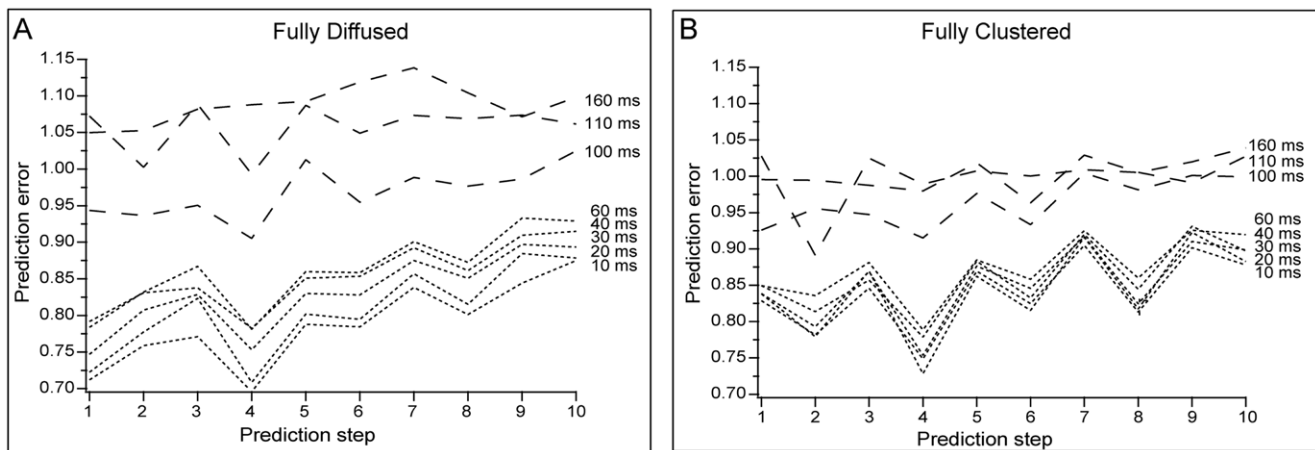 A
Fully Diffused
Prediction error
1.15
1.10
1.05
1.00
0.95
0.90
0.85
0.80
0.75
0.70
160 ms
110 ms
100 ms
60 ms
40 ms
30 ms
20 ms
10 ms
1 2 3 4 5 6 7 8 9 10
Prediction step
B
Fully Clustered
Prediction error
1.15
1.10
1.05
1.00
0.95
0.90
0.85
0.80
0.75
0.70
160 ms
110 ms
100 ms
60 ms
40 ms
30 ms
20 ms
10 ms
1 2 3 4 5 6 7 8 9 10
Prediction step